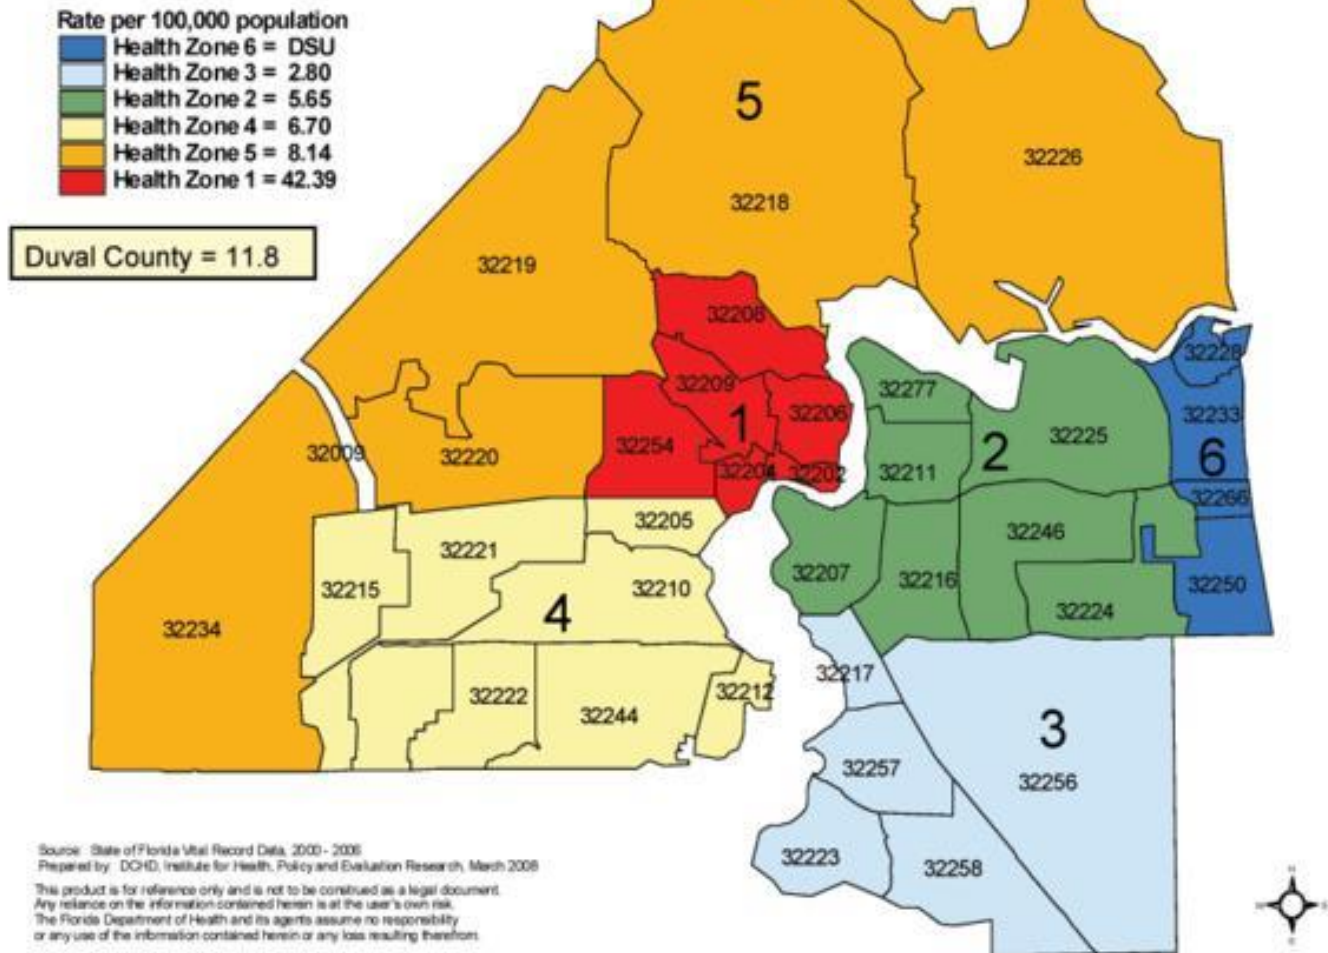 Rate per 100,000 population
Health Zone 6 = DSU
Health Zone 3 = 2.80
Health Zone 2 = 5.65
Health Zone 4 = 6.70
Health Zone 5 = 8.14
Health Zone 1 = 42.39
Duval County = 11.8
5
32226
32218
32219
32208
32228
32209
32277
32206
32233
1
32225
32254
2
32009
32220
32211
6
32204
32202
32266
32205
32246
32221
32207
32216
32250
32215
32210
4
32224
32234
32217
32222
32212
32244
3
32257
32256
32223
32258
Source: State of Florida Vital Record Data, 2000 - 2006
Prepared by: DCHD, Institute for Health, Policy and Evaluation Research, March 2008
This product is for reference only and is not to be construed as a legal document.
Any reliance on the information contained herein is at the user's own risk.
The Florida Department of Health and its agents assume no responsibility
or any use of the information contained herein or any loss resulting therefrom.